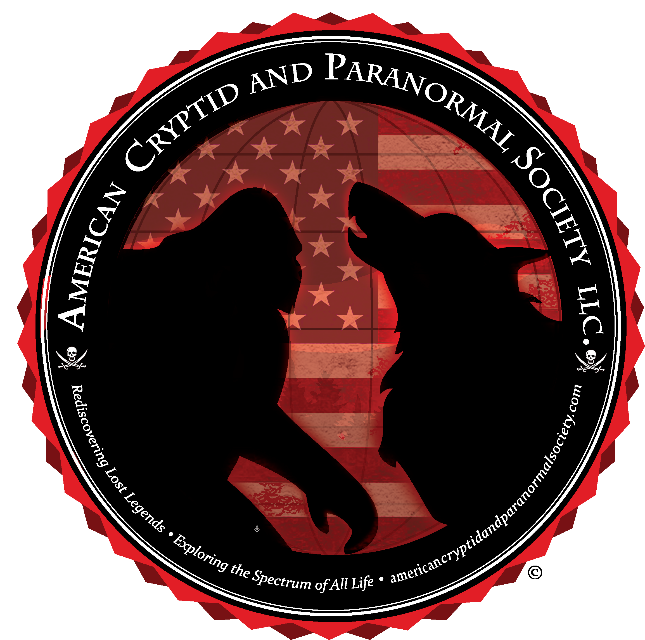 American Cryptid and Paranormal Society LLC.
Rediscovering Lost Legends • Exploring the Spectrum of All Life • americancryptidandparanormalsociety.com
©